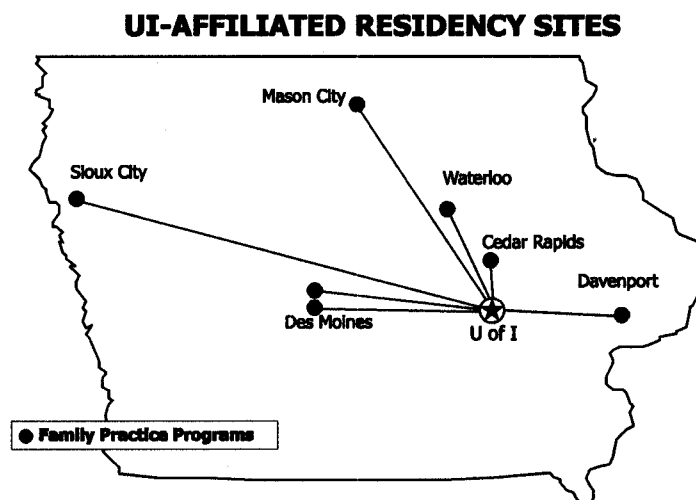 UI-AFFILIATED RESIDENCY SITES
Mason City
Sioux City
Waterloo
Cedar Rapids
Davenport
Des Moines
U of I
Family Practice Programs